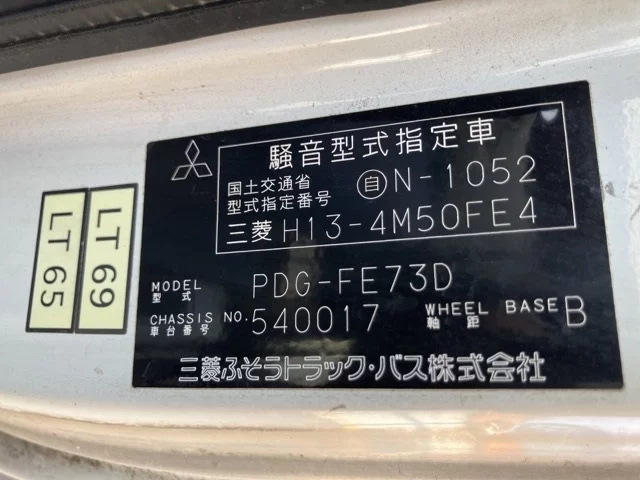 騒音型式指定車
国土交通省
型式指定番号 自N-1052
三菱 H13-4M50FE4
MODEL
型式 PDG-FE73D
CHASSIS NO.
車台番号 540017 WHEEL BASE
軸距 B
三菱ふそうトラック・バス株式会社
LT 69
LT 65